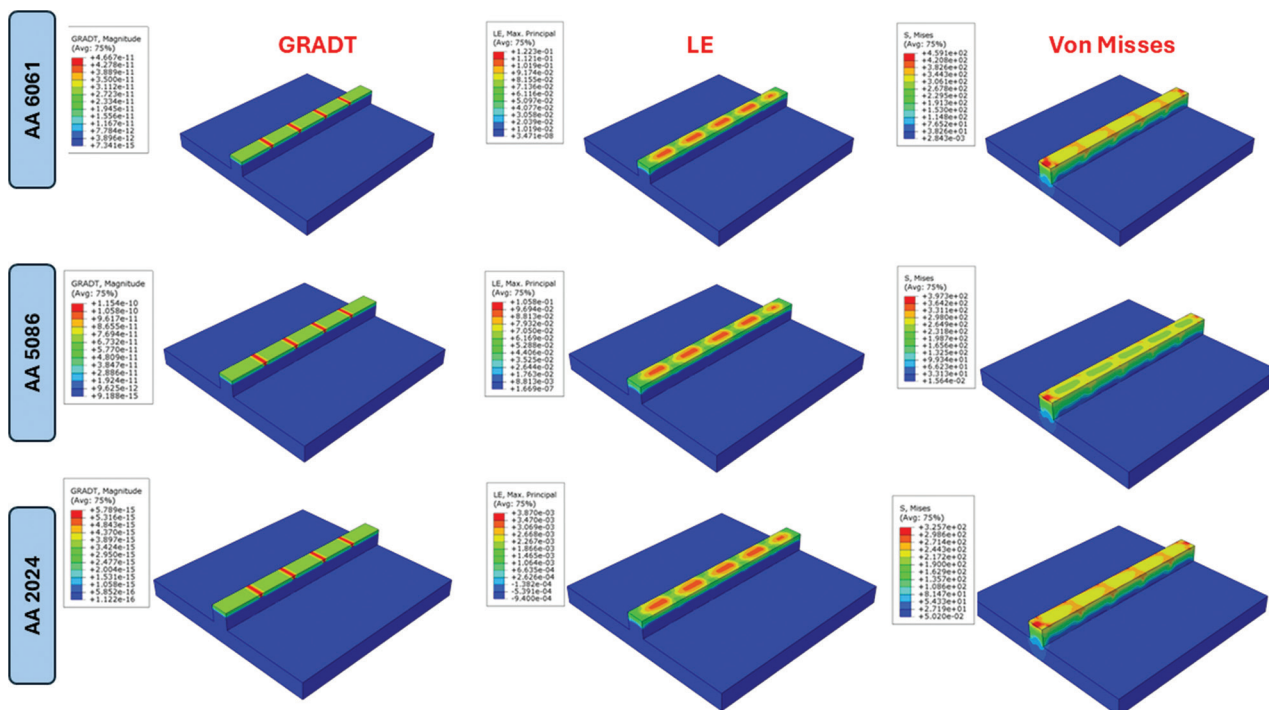 GRADT
LE
Von Misses
AA 6061
GRADT, Magnitude
(Avg: 75%)
+4.667e-11
+4.278e-11
+3.889e-11
+3.500e-11
+3.112e-11
+2.723e-11
+2.334e-11
+1.945e-11
+1.556e-11
+1.167e-11
+7.784e-12
+3.896e-12
+7.341e-15
LE, Max. Principal
(Avg: 75%)
+1.223e-01
+1.121e-01
+1.019e-01
+9.174e-02
+8.155e-02
+7.136e-02
+6.116e-02
+5.097e-02
+4.077e-02
+3.058e-02
+2.039e-02
+1.019e-02
+3.471e-08
S, Mises
(Avg: 75%)
+4.591e+02
+4.208e+02
+3.826e+02
+3.443e+02
+3.061e+02
+2.678e+02
+2.295e+02
+1.913e+02
+1.530e+02
+1.148e+02
+7.652e+01
+3.826e+01
+2.843e-03
AA 5086
GRADT, Magnitude
(Avg: 75%)
+1.154e-10
+1.058e-10
+9.617e-11
+8.655e-11
+7.694e-11
+6.732e-11
+5.770e-11
+4.809e-11
+3.847e-11
+2.886e-11
+1.924e-11
+9.625e-12
+9.188e-15
LE, Max. Principal
(Avg: 75%)
+1.058e-01
+9.694e-02
+8.813e-02
+7.932e-02
+7.050e-02
+6.169e-02
+5.288e-02
+4.406e-02
+3.525e-02
+2.644e-02
+1.763e-02
+8.813e-03
+1.669e-07
S, Mises
(Avg: 75%)
+3.973e+02
+3.642e+02
+3.311e+02
+2.980e+02
+2.649e+02
+2.318e+02
+1.987e+02
+1.656e+02
+1.325e+02
+9.934e+01
+6.623e+01
+3.313e+01
+1.564e-02
AA 2024
GRADT, Magnitude
(Avg: 75%)
+5.789e-15
+5.316e-15
+4.843e-15
+4.370e-15
+3.897e-15
+3.424e-15
+2.950e-15
+2.477e-15
+2.004e-15
+1.531e-15
+1.058e-15
+5.852e-16
+1.122e-16
LE, Max. Principal
(Avg: 75%)
+3.870e-03
+3.470e-03
+3.069e-03
+2.668e-03
+2.267e-03
+1.866e-03
+1.465e-03
+1.064e-03
+6.635e-04
+2.626e-04
-1.382e-04
-5.391e-04
-9.400e-04
S, Mises
(Avg: 75%)
+3.257e+02
+2.986e+02
+2.714e+02
+2.443e+02
+2.172e+02
+1.900e+02
+1.629e+02
+1.357e+02
+1.086e+02
+8.147e+01
+5.433e+01
+2.719e+01
+5.020e-02